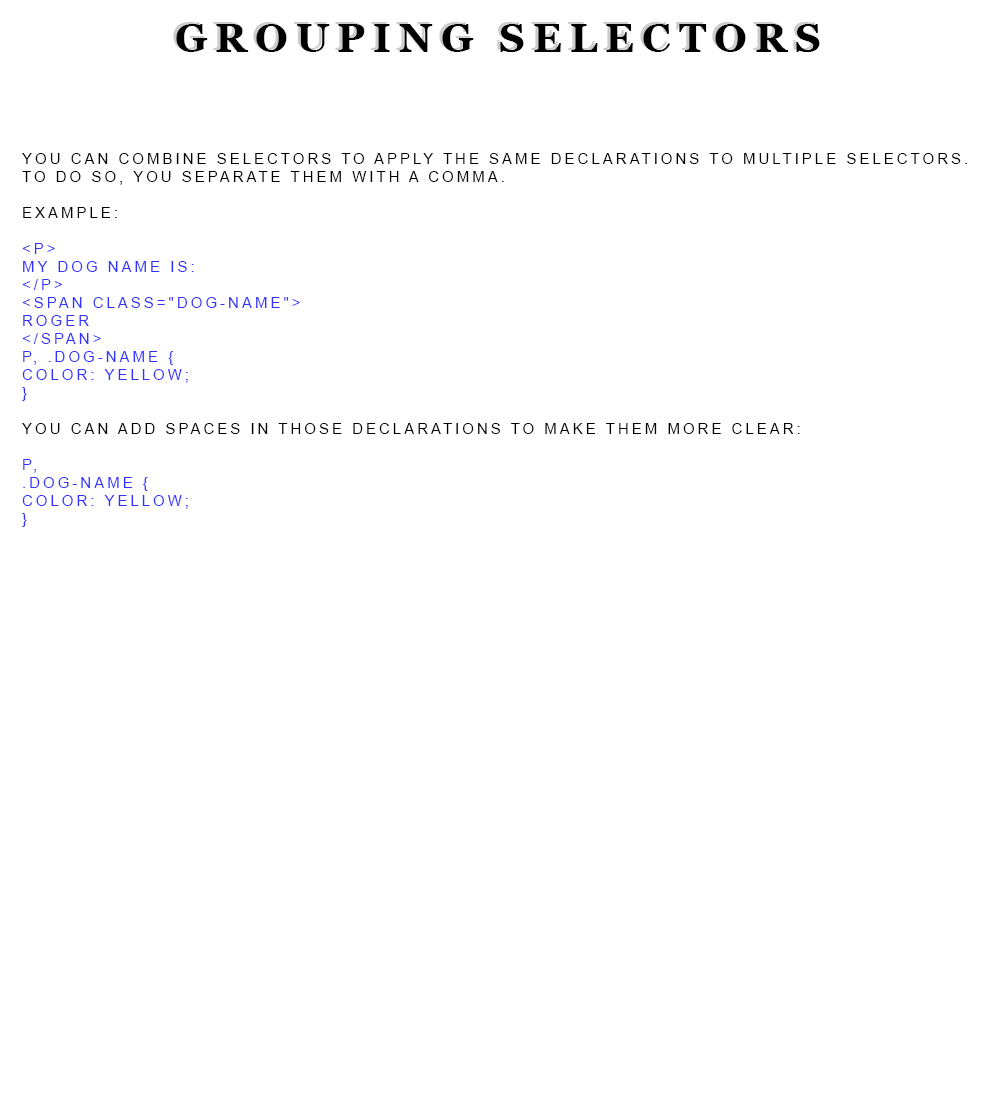 GROUPING SELECTORS
YOU CAN COMBINE SELECTORS TO APPLY THE SAME DECLARATIONS TO MULTIPLE SELECTORS.
TO DO SO, YOU SEPARATE THEM WITH A COMMA.
EXAMPLE:
<P>
MY DOG NAME IS:
</P>
<SPAN CLASS="DOG-NAME">
ROGER
</SPAN>
P, .DOG-NAME {
COLOR: YELLOW;
}
YOU CAN ADD SPACES IN THOSE DECLARATIONS TO MAKE THEM MORE CLEAR:
P,
.DOG-NAME {
COLOR: YELLOW;
}